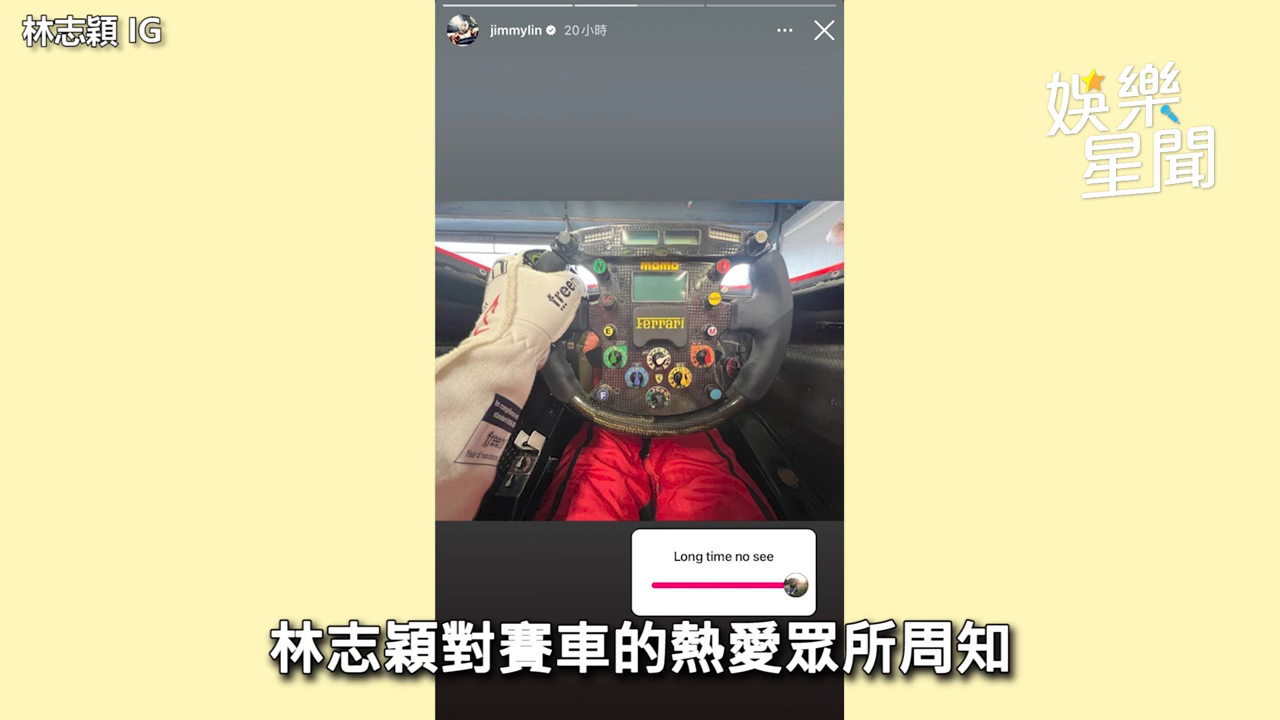 林志穎 IG
jimmylin 20小時
娛樂
星聞
freem
N
momo
Ferrari
E
M
F
Long time no see
林志穎對賽車的熱愛眾所周知